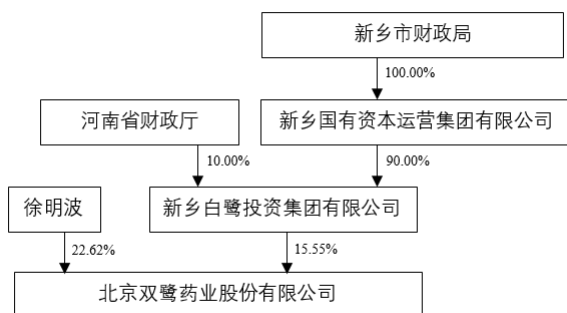 新乡市财政局
100.00%
河南省财政厅
新乡国有资本运营集团有限公司
10.00%
90.00%
徐明波
新乡白鹭投资集团有限公司
22.62%
15.55%
北京双鹭药业股份有限公司